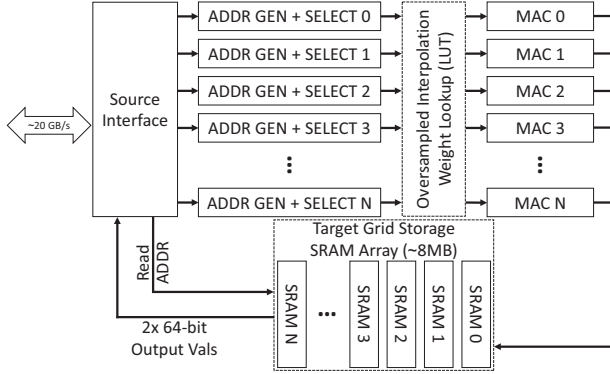 ~20 GB/s
Source
Interface
ADDR GEN + SELECT 0
ADDR GEN + SELECT 1
ADDR GEN + SELECT 2
ADDR GEN + SELECT 3
...
ADDR GEN + SELECT N
Oversampled Interpolation
Weight Lookup (LUT)
MAC 0
MAC 1
MAC 2
MAC 3
...
MAC N
Read
ADDR
2x 64-bit
Output Vals
Target Grid Storage
SRAM Array (~8MB)
SRAM N
...
SRAM 3
SRAM 2
SRAM 1
SRAM 0